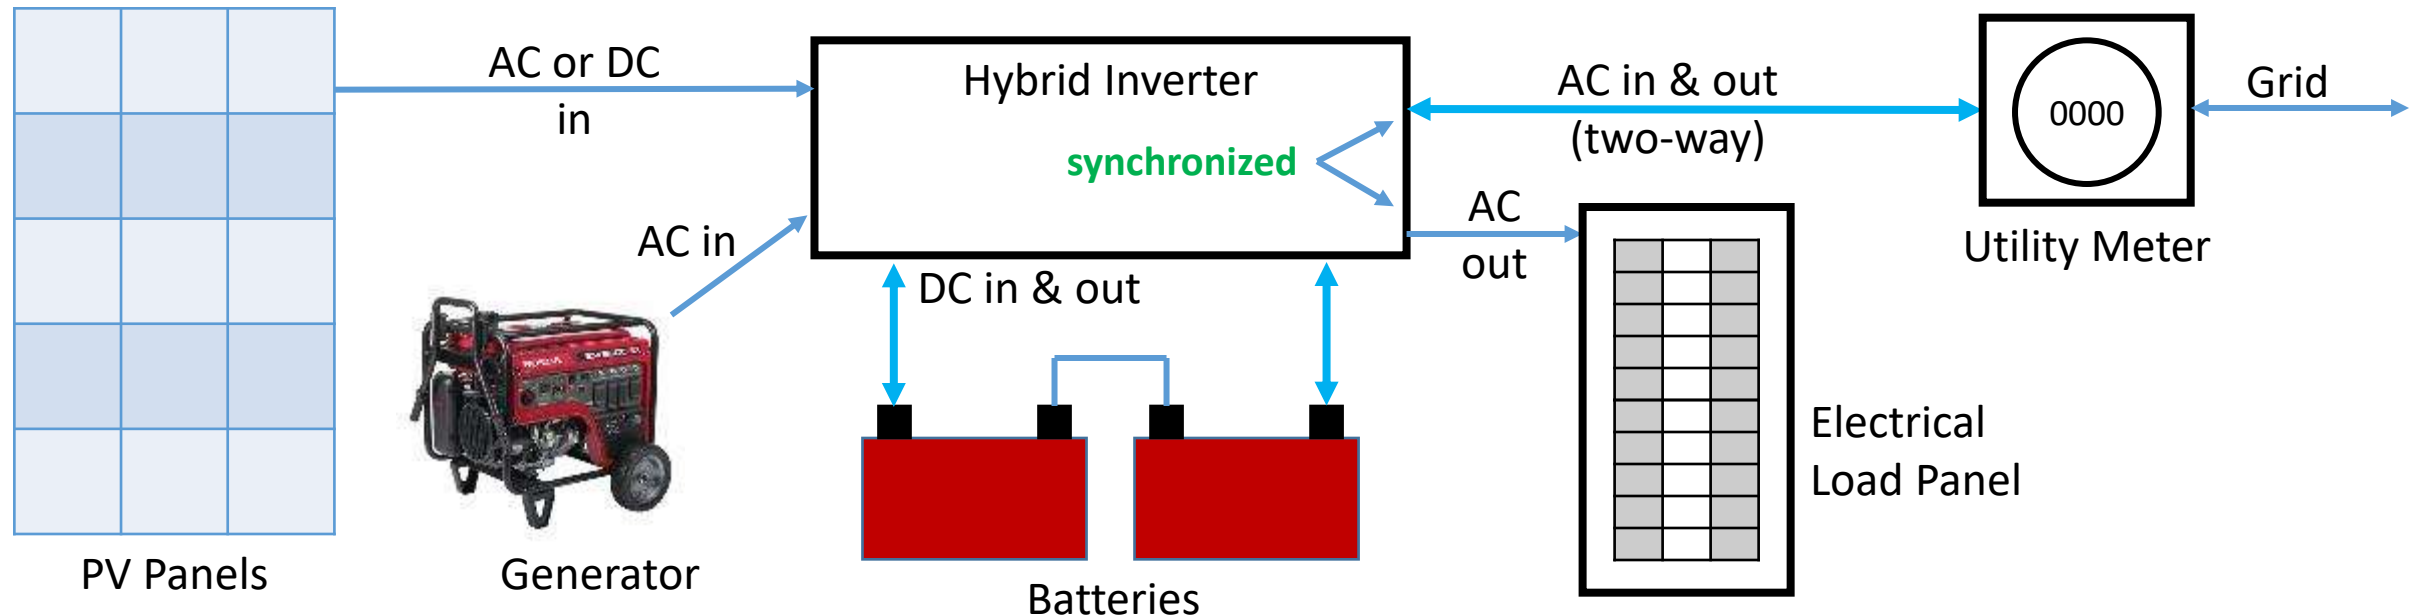 AC or DC
in
Hybrid Inverter
synchronized
AC in & out
(two-way)
0000
Grid
Utility Meter
AC in
AC
out
DC in & out
Electrical
Load Panel
PV Panels
Generator
Batteries